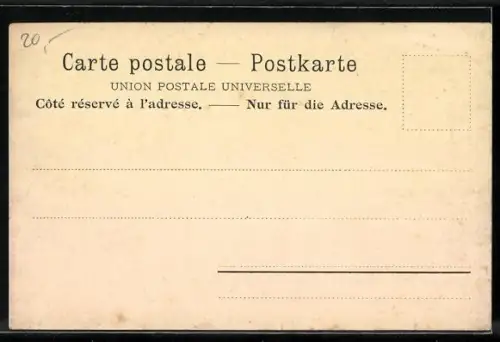 20,-
Carte postale — Postkarte
UNION POSTALE UNIVERSELLE
Côté réservé à l'adresse. — Nur für die Adresse.